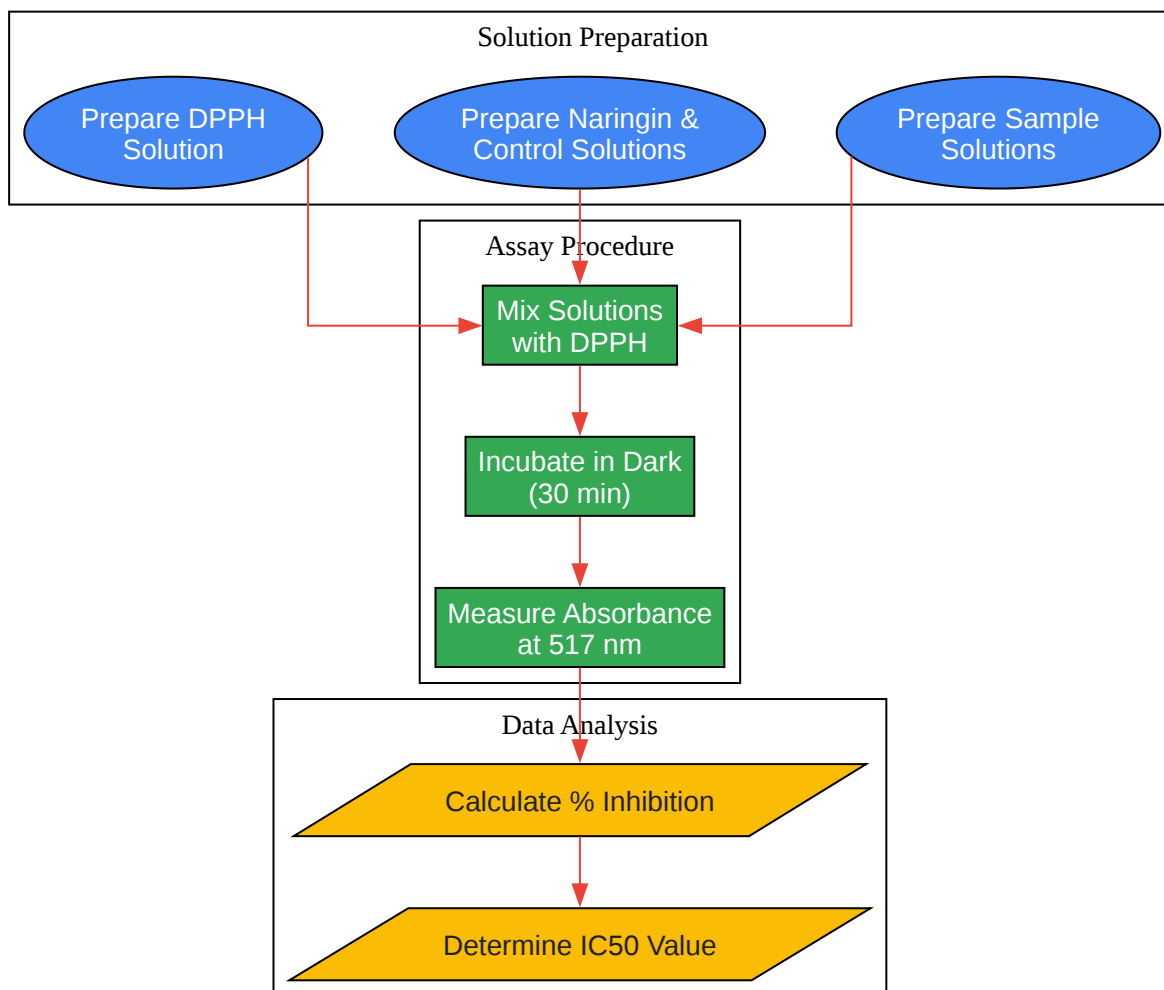 Solution Preparation
Prepare DPPH
Solution
Prepare Naringin &
Control Solutions
Prepare Sample
Solutions
Assay Procedure
Mix Solutions
with DPPH
Incubate in Dark
(30 min)
Measure Absorbance
at 517 nm
Data Analysis
Calculate % Inhibition
Determine IC50 Value